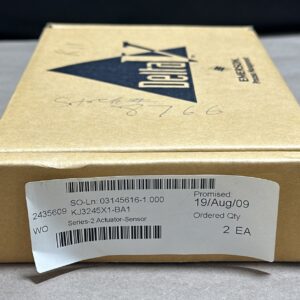 DeltaV
EMERSON
Process Management
8766
SO-Ln: 03145616-1.000
Promised:
2435609
KJ3245X1-BA1
19/Aug/09
WO
Series-2 Actuator-Sensor
Ordered Qty
2 EA